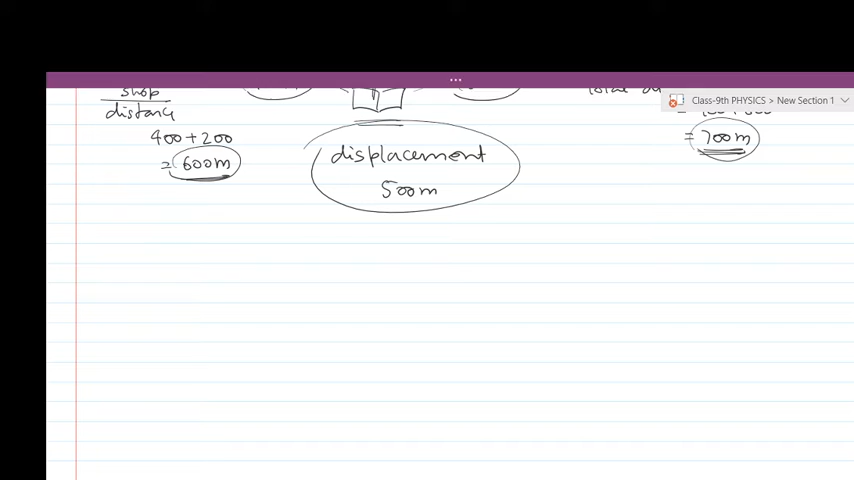 ...
Class-9th PHYSICS > New Section 1
shop
distance
400 + 200
= 600m
displacement
500m
= 700m